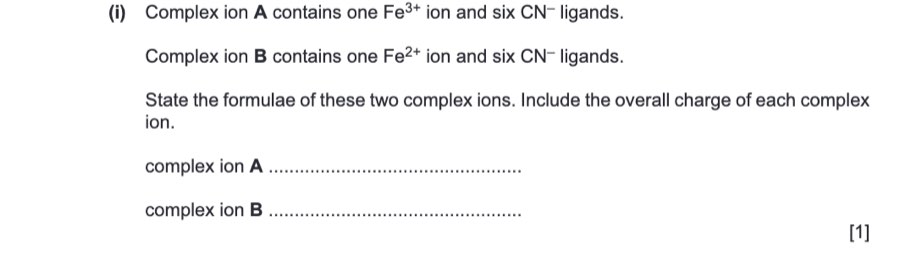 (i) Complex ion A contains one Fe³⁺ ion and six CN⁻ ligands.
Complex ion B contains one Fe²⁺ ion and six CN⁻ ligands.
State the formulae of these two complex ions. Include the overall charge of each complex
ion.
complex ion A ....................................................
complex ion B ....................................................
[1]